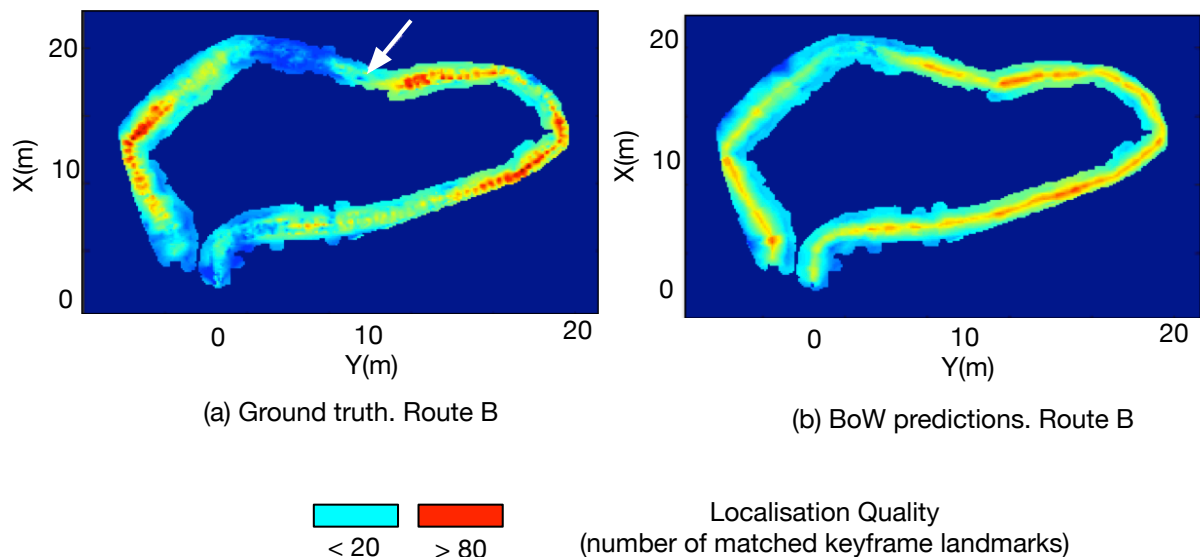 20
10
0
X(m)
0
10
20
Y(m)
(a) Ground truth. Route B
20
10
0
X(m)
0
10
20
Y(m)
(b) BoW predictions. Route B
< 20
> 80
Localisation Quality
(number of matched keyframe landmarks)